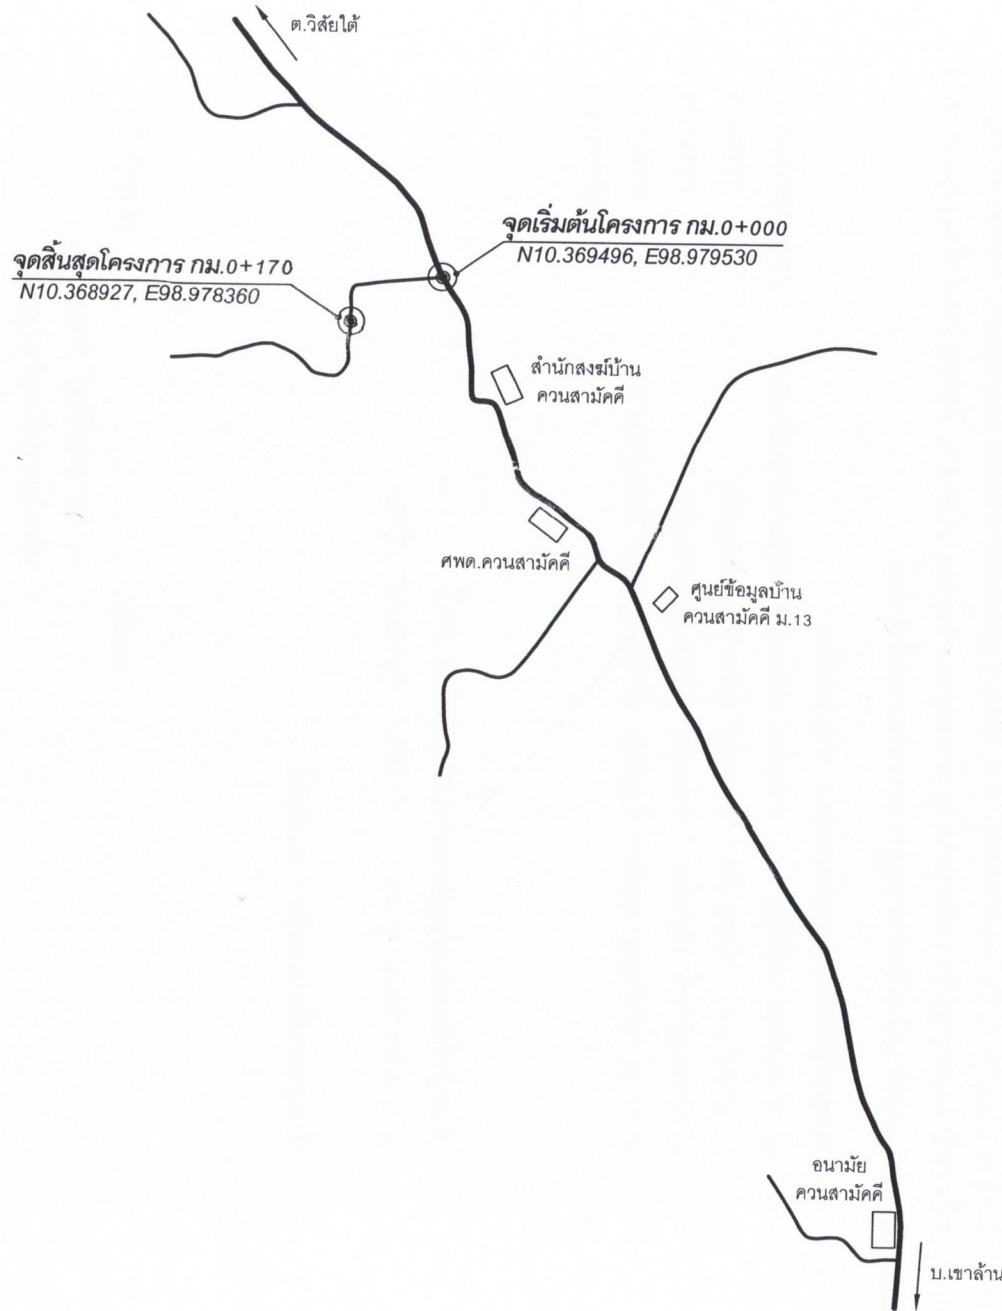 ต.วิสัยใต้
จุดเริ่มต้นโครงการ กม.0+000
N10.369496, E98.979530
จุดสิ้นสุดโครงการ กม.0+170
N10.368927, E98.978360
สำนักสงฆ์บ้าน
ควนสามัคคี
ศพด.ควนสามัคคี
ศูนย์ข้อมูลบ้าน
ควนสามัคคี ม.13
อนามัย
ควนสามัคคี
บ.เขาล้าน